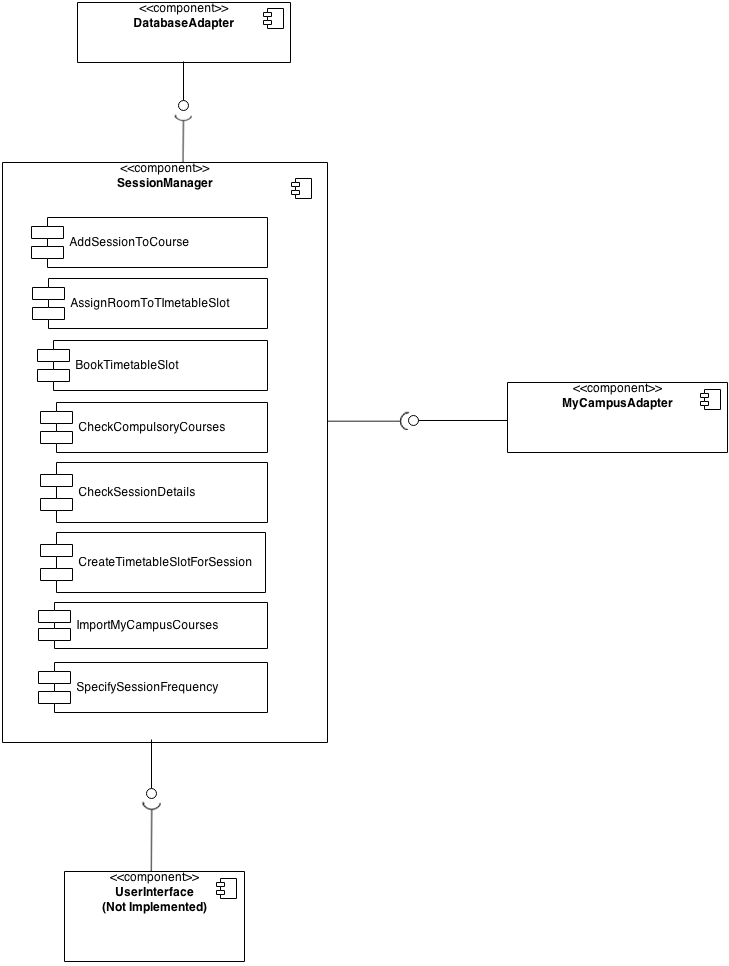 <<component>>
DatabaseAdapter
<<component>>
SessionManager
AddSessionToCourse
AssignRoomToTImetableSlot
BookTimetableSlot
CheckCompulsoryCourses
CheckSessionDetails
CreateTimetableSlotForSession
ImportMyCampusCourses
SpecifySessionFrequency
<<component>>
MyCampusAdapter
<<component>>
UserInterface
(Not Implemented)